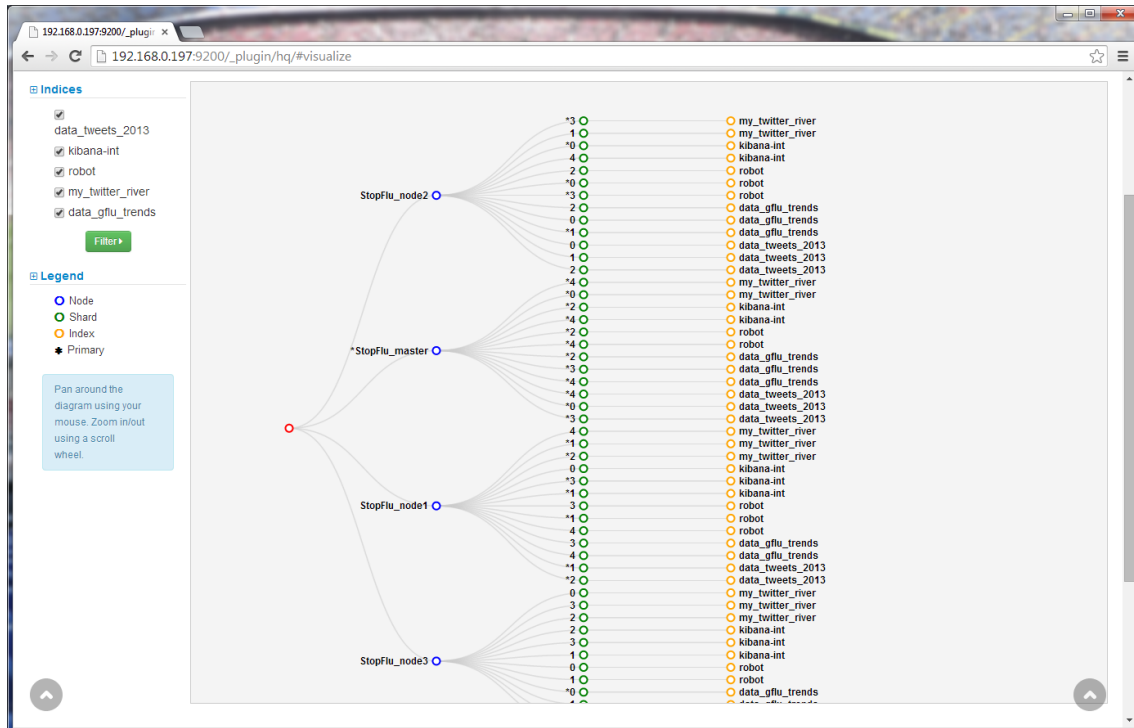 192.168.0.197:9200/_plugin
192.168.0.197:9200/_plugin/hq/#visualize
Indices
data_tweets_2013
kibana-int
robot
my_twitter_river
data_gflu_trends
Filter
Legend
Node
Shard
Index
Primary
Pan around the
diagram using your
mouse. Zoom in/out
using a scroll
wheel.
*3 my_twitter_river
1 my_twitter_river
*0 kibana-int
4 kibana-int
2 robot
*0 robot
StopFlu_node2
*3 robot
2 data_gflu_trends
0 data_gflu_trends
*1 data_gflu_trends
0 data_tweets_2013
1 data_tweets_2013
2 data_tweets_2013
*4 my_twitter_river
*0 my_twitter_river
*2 kibana-int
*4 kibana-int
*2 robot
*4 robot
*StopFlu_master
*2 data_gflu_trends
*3 data_gflu_trends
*4 data_gflu_trends
*4 data_tweets_2013
*0 data_tweets_2013
*3 data_tweets_2013
4 my_twitter_river
*1 my_twitter_river
*2 my_twitter_river
0 kibana-int
*3 kibana-int
*1 kibana-int
StopFlu_node1
3 robot
*1 robot
4 robot
3 data_gflu_trends
4 data_gflu_trends
*1 data_tweets_2013
*2 data_tweets_2013
0 my_twitter_river
3 my_twitter_river
2 my_twitter_river
2 kibana-int
3 kibana-int
1 kibana-int
StopFlu_node3
0 robot
1 robot
*0 data_gflu_trends